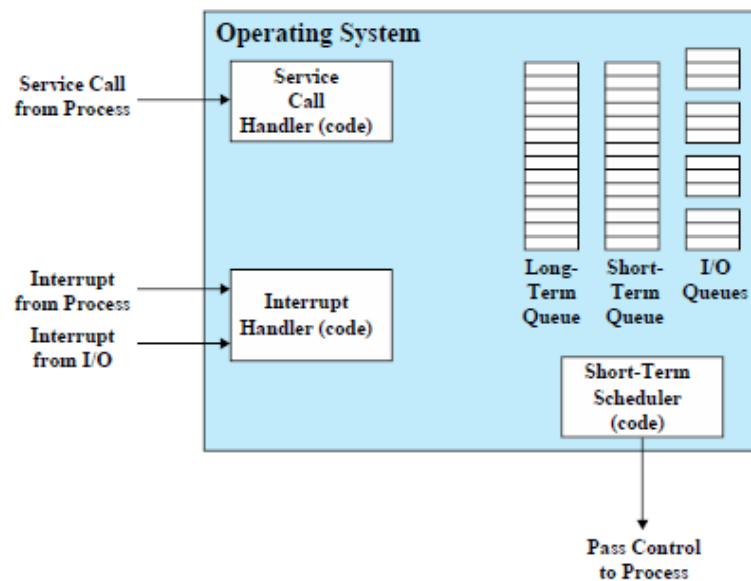 Operating System
Service Call
from Process
Service
Call
Handler (code)
Interrupt
from Process
Interrupt
from I/O
Interrupt
Handler (code)
Long-
Term
Queue
Short-
Term
Queue
I/O
Queues
Short-Term
Scheduler
(code)
Pass Control
to Process